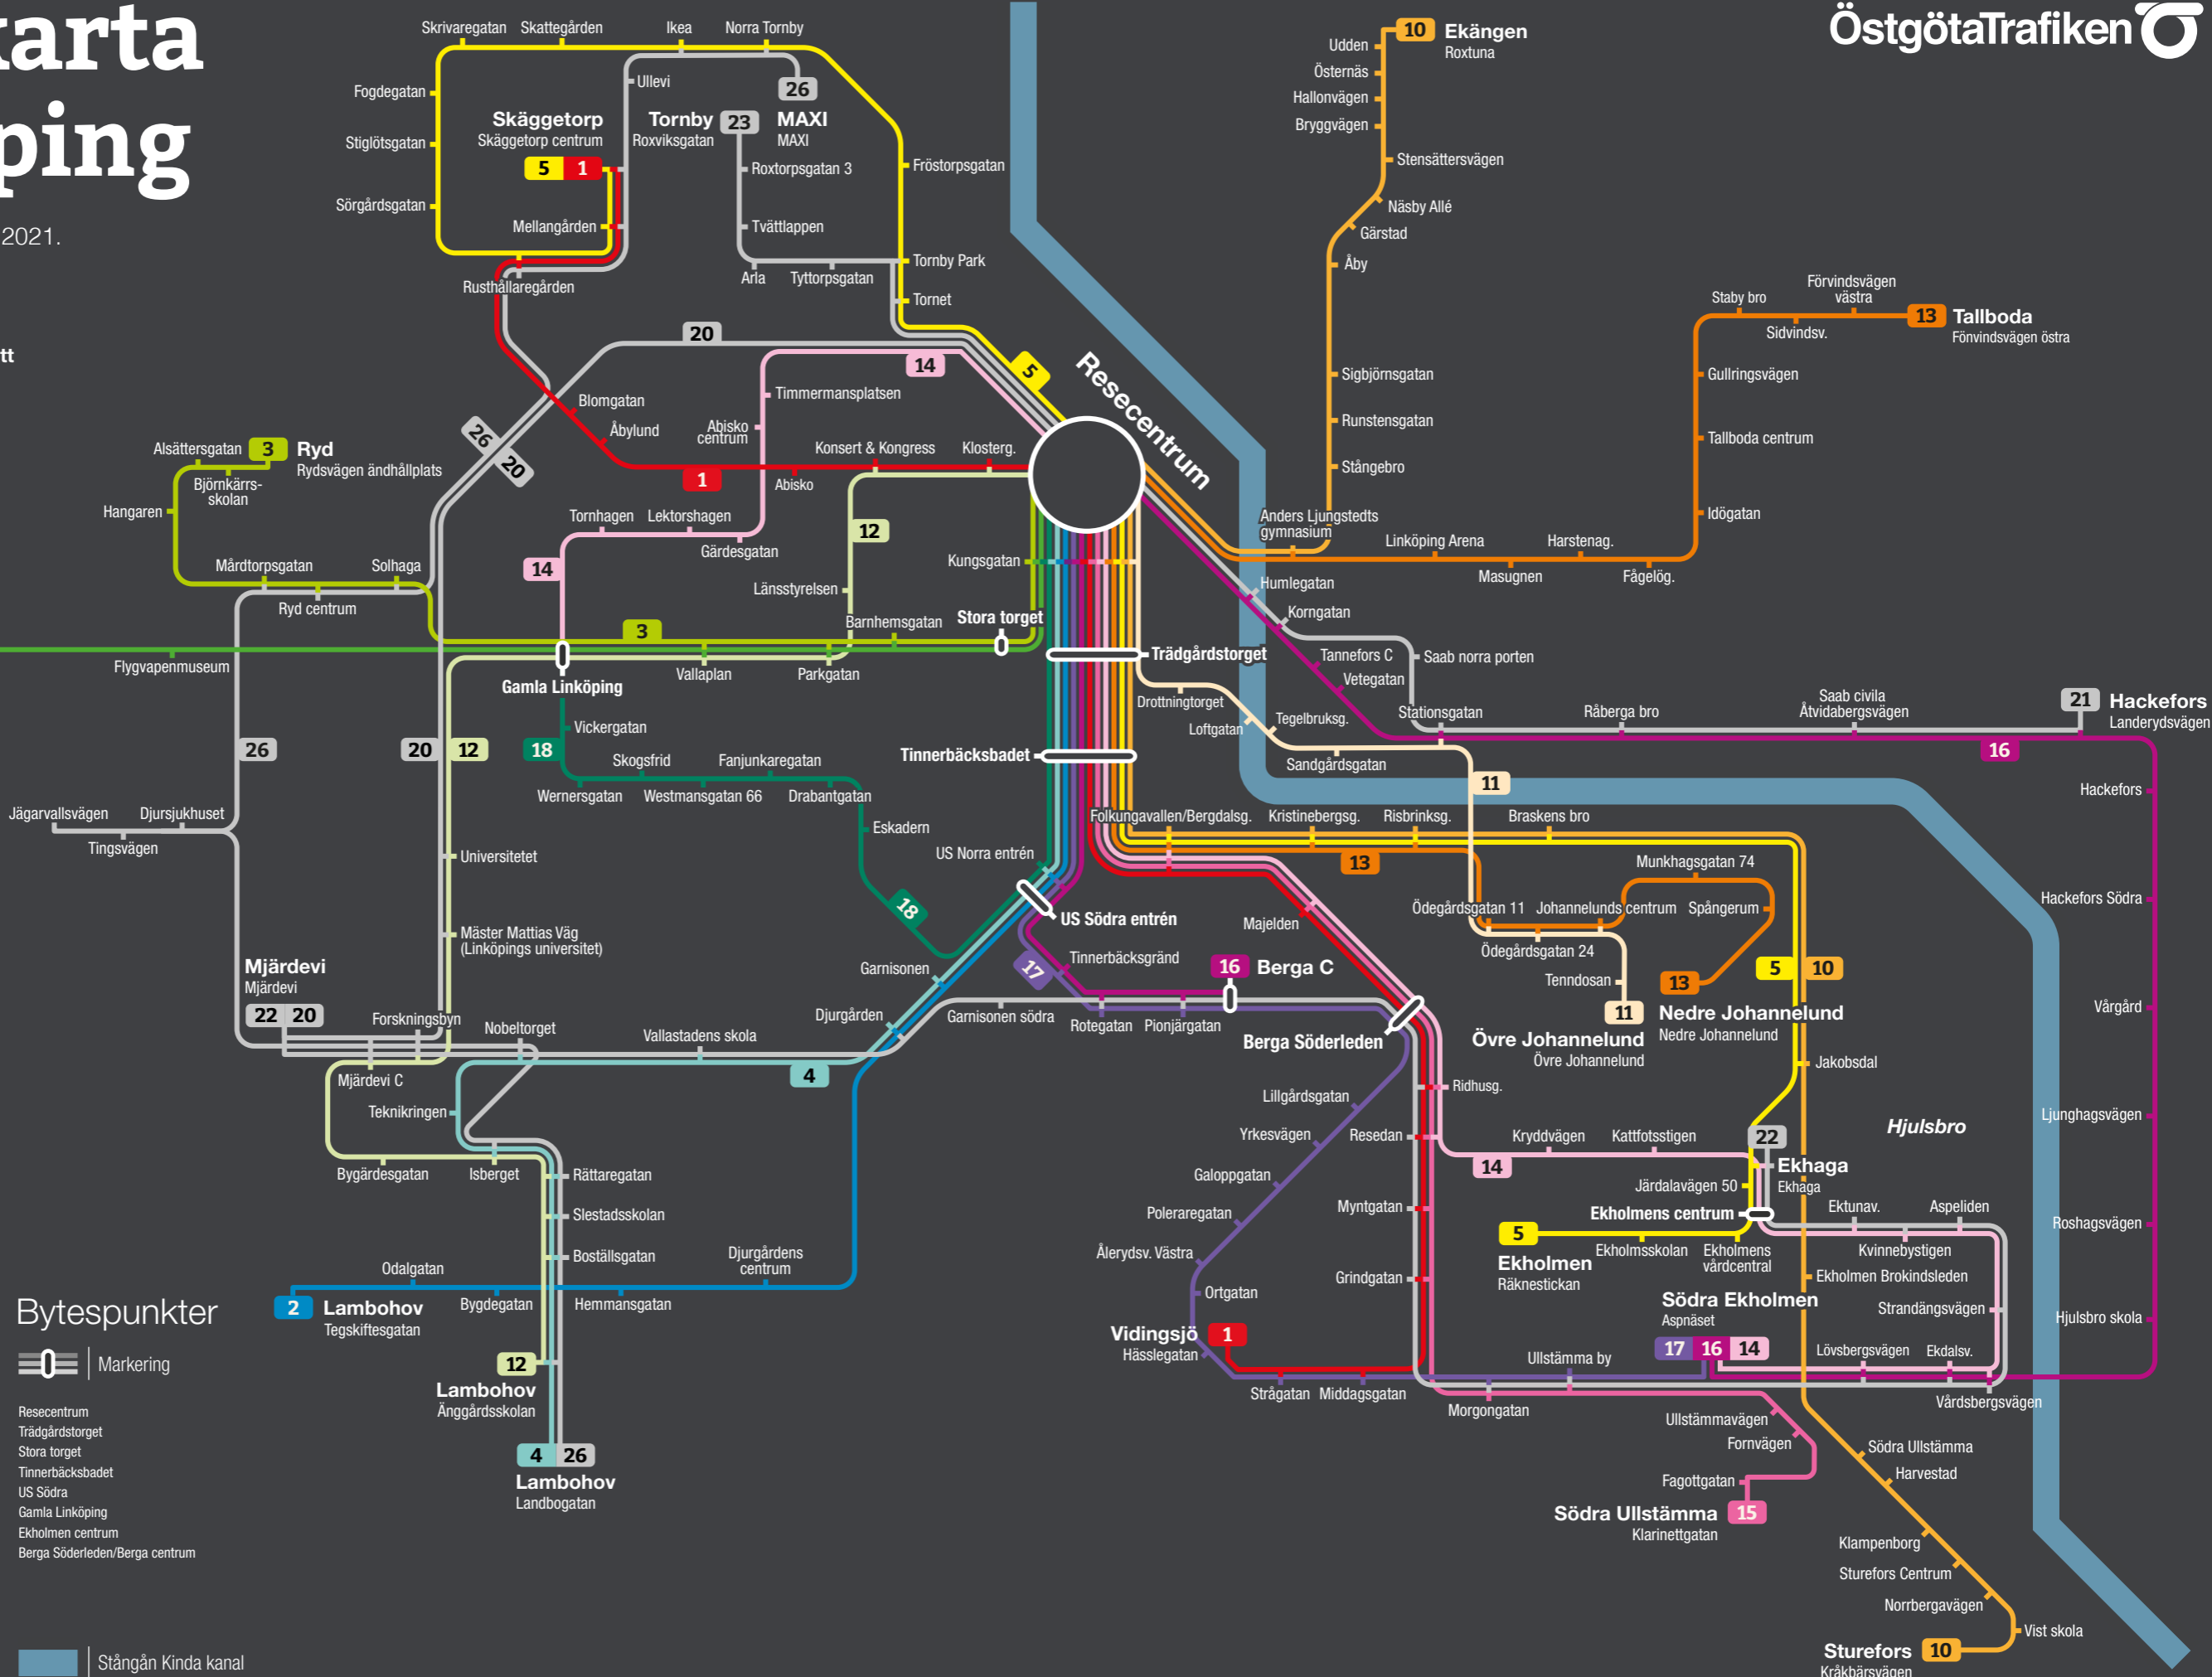 karta
ping
2021.
tt
ÖstgötaTrafiken
Skrivaregatan
Skattegården
Ikea
Norra Tornby
Fogdegatan
Stiglötsgatan
Sörgårdsgatan
Ullevi
26
MAXI
MAXI
Skäggetorp
Skäggetorp centrum
5
1
Tornby
Roxviksgatan
23
Roxtorpsgatan 3
Tvättlappen
Arla
Tyttorpsgatan
Mellangården
Rusthållaregården
Fröstorpsgatan
Tornby Park
Tornet
20
14
5
Resecentrum
10
Ekängen
Roxtuna
Udden
Östernäs
Hallonvägen
Bryggvägen
Stensättersvägen
Näsby Allé
Gärstad
Åby
Sigbjörnsgatan
Runstensgatan
Stångebro
Anders Ljungstedts
gymnasium
Staby bro
Förvindsvägen
västra
Sidvindsv.
13
Tallboda
Fönvindsvägen östra
Gullringsvägen
Tallboda centrum
Idögatan
Linköping Arena
Harstenag.
Masugnen
Fågelög.
Blomgatan
Åbylund
26
20
Timmermansplatsen
Abisko
centrum
Konsert & Kongress
Klosterg.
1
Abisko
Alsättersgatan
3
Ryd
Rydsvägen ändhållplats
Björnkärrs-
skolan
Hangaren
Mårdtorpsgatan
Solhaga
Ryd centrum
Tornhagen
Lektorshagen
Gärdesgatan
14
12
Länsstyrelsen
Kungsgatan
Barnhemsgatan
Stora torget
3
Flygvapenmuseum
Gamla Linköping
Vallaplan
Parkgatan
Trädgårdstorget
Humlegatan
Korngatan
Tannefors C
Vetegatan
Saab norra porten
Drottningtorget
Loftgatan
Tegelbruksg.
Sandgårdsgatan
Stationsgatan
Råberga bro
Saab civila
Åtvidabergsvägen
21
Hackefors
Landerydsvägen
16
11
26
20
12
18
Vickergatan
Skogsfrid
Fanjunkaregatan
Wernersgatan
Westmansgatan 66
Drabantgatan
Eskadern
Tinnerbäcksbadet
US Norra entrén
18
US Södra entrén
Jägarvallsvägen
Djursjukhuset
Tingsvägen
Universitetet
Mäster Mattias Väg
(Linköpings universitet)
Mjärdevi
Mjärdevi
22
20
Forskningsbyn
Nobeltorget
Mjärdevi C
Teknikringen
Vallastadens skola
4
Garnisonen
Djurgården
Garnisonen södra
17
Tinnerbäcksgränd
16
Berga C
Rotegatan
Pionjärgatan
Berga Söderleden
Folkungavallen/Bergdalsg.
Kristinebergsg.
Risbrinksg.
Braskens bro
13
Majelden
Munkhagsgatan 74
Ödegårdsgatan 11
Johannelunds centrum
Spångerum
Ödegårdsgatan 24
Tenndosan
11
Övre Johannelund
Övre Johannelund
13
Nedre Johannelund
Nedre Johannelund
5
10
Jakobsdal
Hackefors
Hackefors Södra
Vårgård
Ljunghagsvägen
Roshagsvägen
Hjulsbro skola
Hjulsbro
Bygärdesgatan
Isberget
Rättaregatan
Slestadsskolan
Boställsgatan
Odalgatan
Djurgårdens
centrum
2
Lambohov
Tegskiftesgatan
Bygdegatan
Hemmansgatan
12
Lambohov
Änggårdsskolan
4
26
Lambohov
Landbogatan
Lillgårdsgatan
Yrkesvägen
Galoppgatan
Poleraregatan
Ålerydsv. Västra
Ortgatan
Vidingsjö
1
Hässlegatan
Ridhusg.
Resedan
Myntgatan
Grindgatan
Strågatan
Middagsgatan
Morgongatan
Ullstämma by
14
Kryddvägen
Kattfotsstigen
22
Ekhaga
Ekhaga
Järdalavägen 50
Ekholmens centrum
5
Ekholmen
Räknestickan
Ekholmsskolan
Ekholmens
vårdcentral
Ektunav.
Aspeliden
Kvinnebystigen
Ekholmen Brokindsleden
Strandängsvägen
Södra Ekholmen
Aspnäset
17
16
14
Lövsbergsvägen
Ekdalsv.
Vårdsbergsvägen
Ullstämmavägen
Fornvägen
Fagottgatan
Södra Ullstämma
15
Klarinettgatan
Södra Ullstämma
Harvestad
Klampenborg
Sturefors Centrum
Norrbergavägen
Vist skola
Sturefors
10
Kråkbärsvägen
Bytespunkter
Markering
Resecentrum
Trädgårdstorget
Stora torget
Tinnerbäcksbadet
US Södra
Gamla Linköping
Ekholmen centrum
Berga Söderleden/Berga centrum
Stångån Kinda kanal